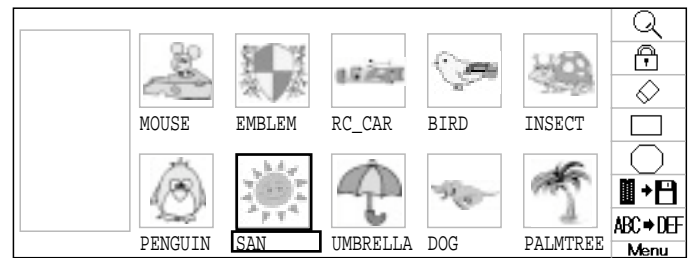 MOUSE EMBLEM RC_CAR BIRD INSECT
PENGUIN SAN UMBRELLA DOG PALMTREE
ABC➡DEF
Menu